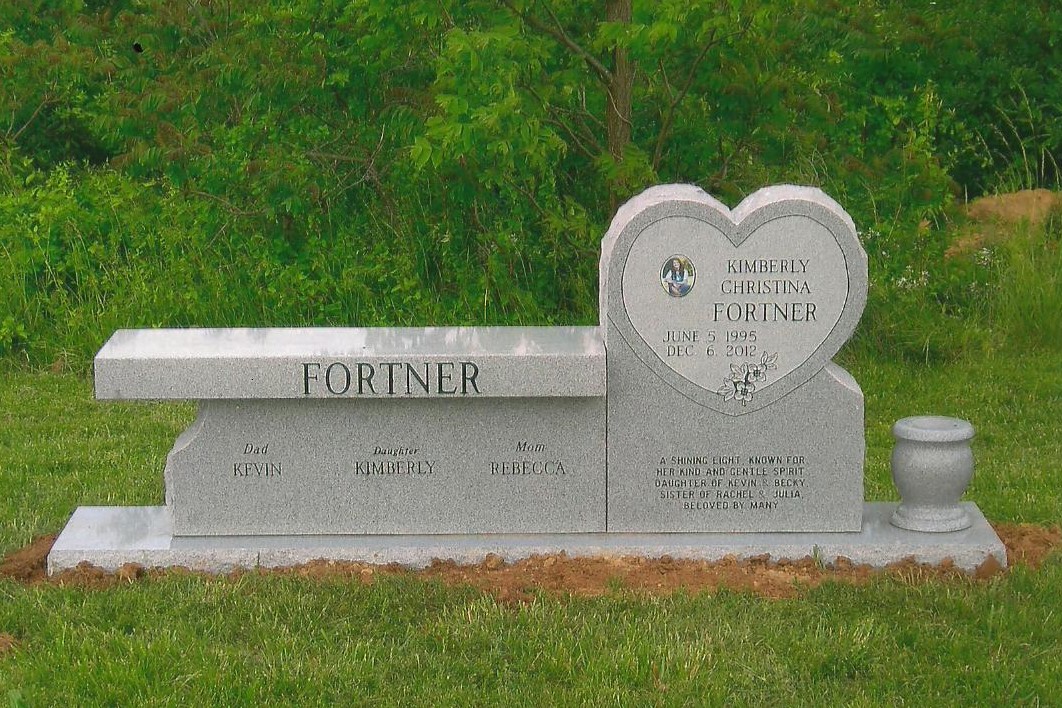 KIMBERLY
CHRISTINA
FORTNER
JUNE 5 1995
DEC. 6. 2012
FORTNER
Dad
KEVIN
Daughter
KIMBERLY
Mom
REBECCA
A SHINING LIGHT, KNOWN FOR
HER KIND AND GENTLE SPIRIT.
DAUGHTER OF KEVIN & BECKY,
SISTER OF RACHEL & JULIA,
BELOVED BY MANY